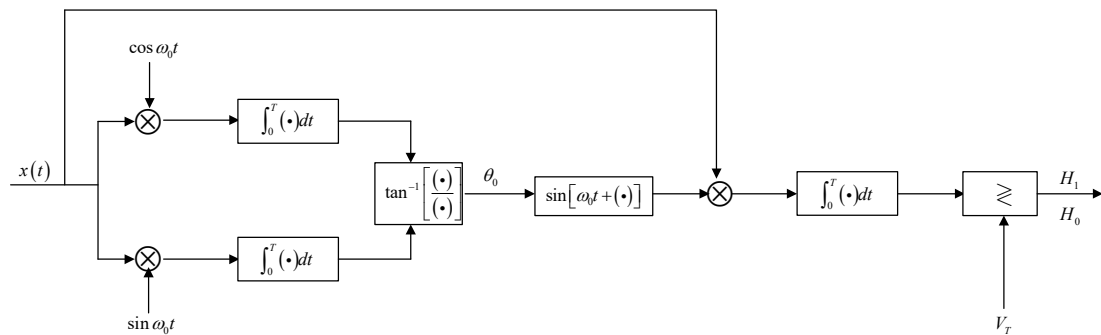 cos ω₀t
∫₀ᵀ(•)dt
x(t)
tan⁻¹[(•)/(•)]
θ₀
sin[ω₀t+(•)]
∫₀ᵀ(•)dt
≷
H₁
H₀
∫₀ᵀ(•)dt
sin ω₀t
V_T